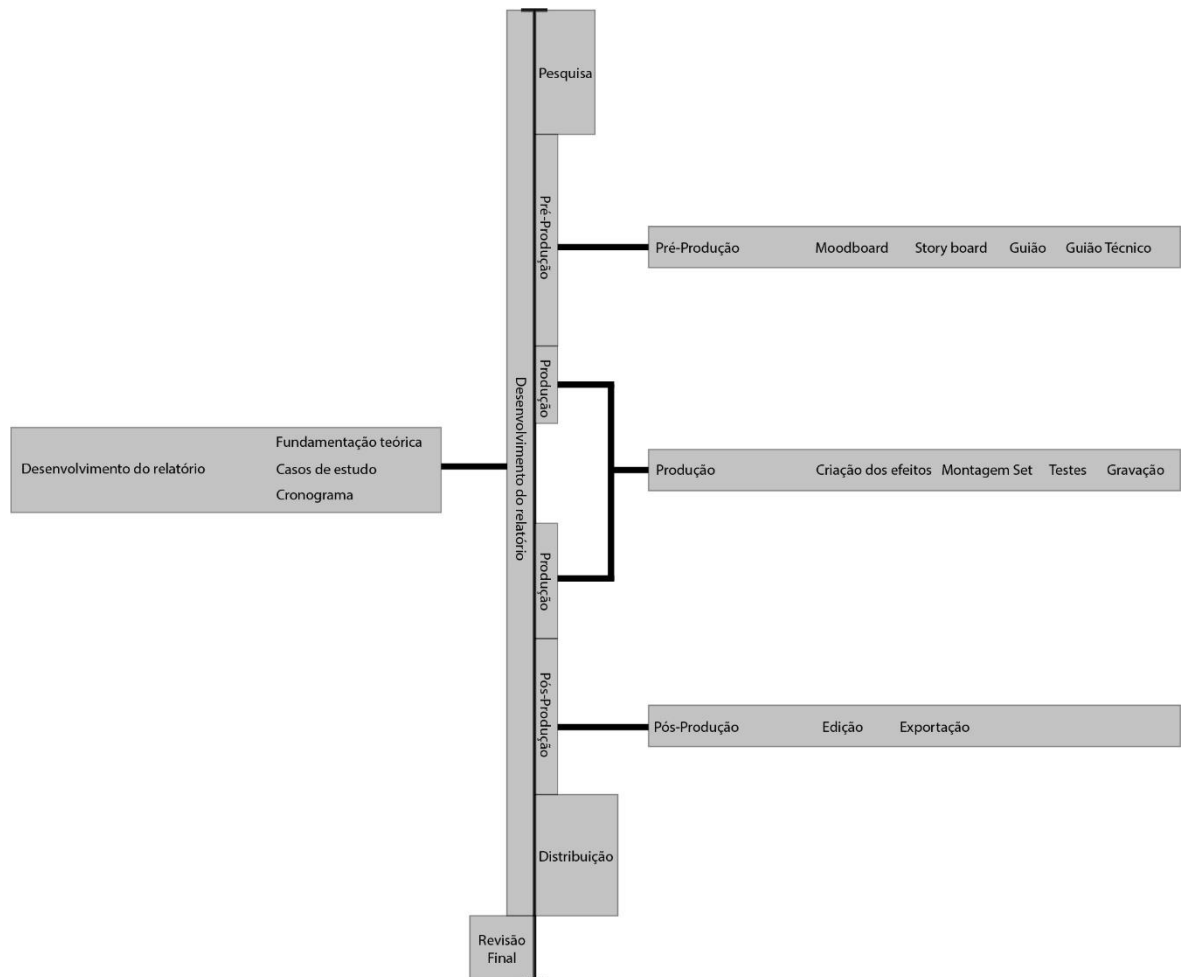 Pesquisa
Pré-Produção
Pré-Produção Moodboard Story board Guião Guião Técnico
Produção
Desenvolvimento do relatório
Desenvolvimento do relatório
Fundamentação teórica
Casos de estudo
Cronograma
Produção Criação dos efeitos Montagem Set Testes Gravação
Produção
Pós-Produção
Pós-Produção Edição Exportação
Distribuição
Revisão
Final